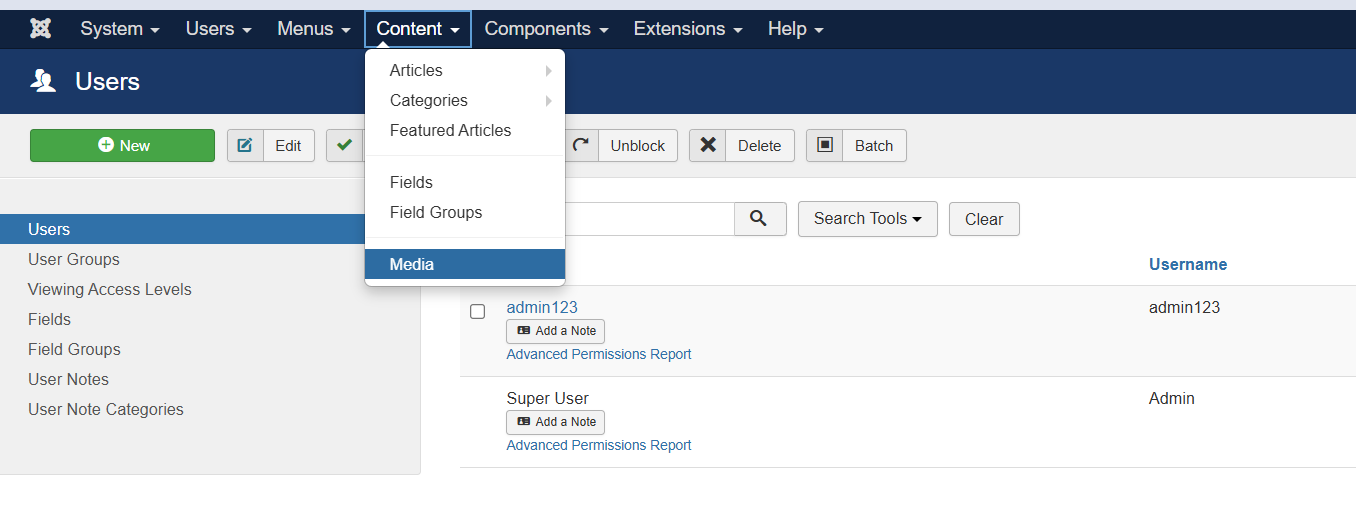 System Users Menus Content Components Extensions Help
Users
Articles
Categories
Featured Articles
Fields
Field Groups
Media
New Edit Unblock Delete Batch
Search Tools Clear
Users
User Groups
Viewing Access Levels
Fields
Field Groups
User Notes
User Note Categories
Username
admin123 admin123
Add a Note
Advanced Permissions Report
Super User Admin
Add a Note
Advanced Permissions Report